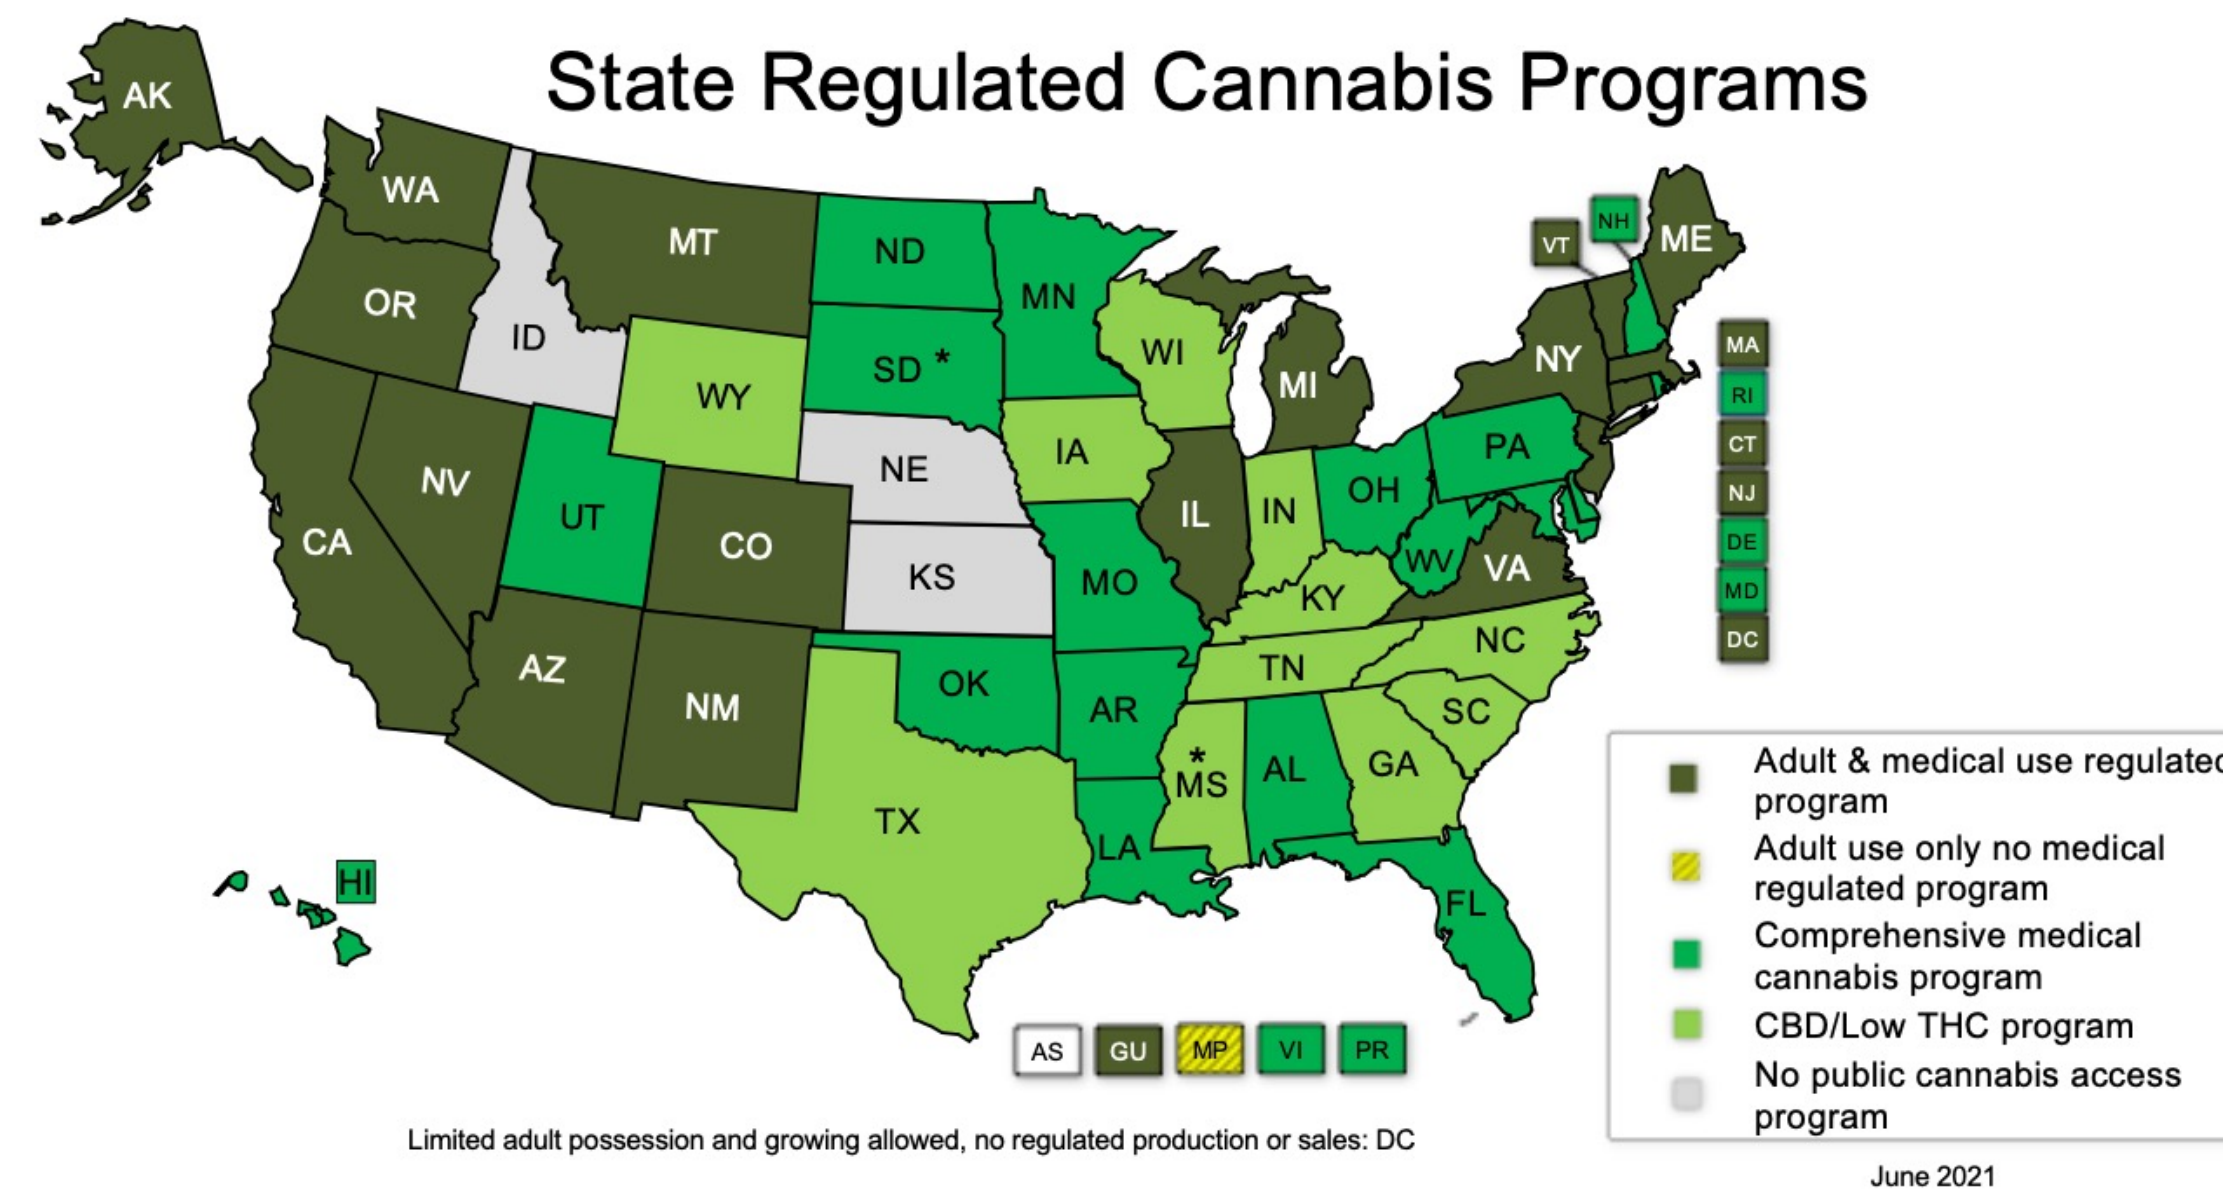 State Regulated Cannabis Programs
AK
WA
MT
ND
MN
VT
NH
ME
OR
ID
WY
SD *
WI
MI
NY
MA
RI
CT
NJ
DE
MD
DC
NV
UT
CO
NE
IA
IL
IN
OH
PA
CA
KS
MO
KY
WV
VA
AZ
NM
OK
AR
TN
NC
SC
TX
LA
*
MS
AL
GA
FL
HI
AS
GU
MP
VI
PR
Adult & medical use regulated
program
Adult use only no medical
regulated program
Comprehensive medical
cannabis program
CBD/Low THC program
No public cannabis access
program
Limited adult possession and growing allowed, no regulated production or sales: DC
June 2021